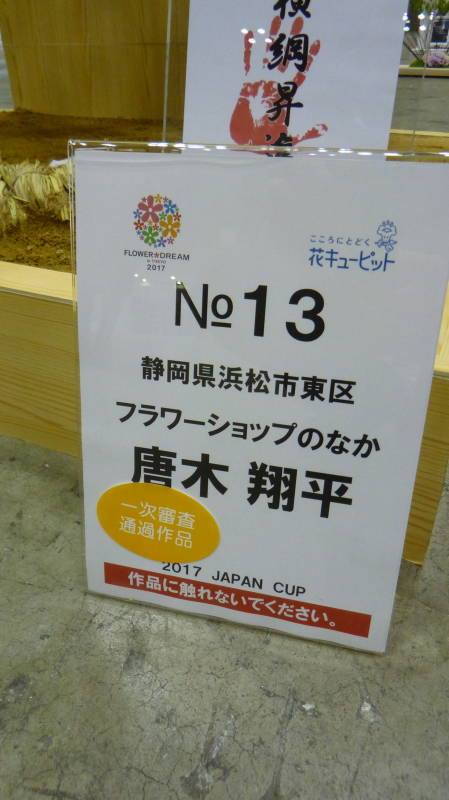 横綱昇進
FLOWER★DREAM
in TOKYO
2017
こころにとどく
花キューピット
№13
静岡県浜松市東区
フラワーショップのなか
唐木 翔平
一次審査
通過作品
2017 JAPAN CUP
作品に触れないでください。